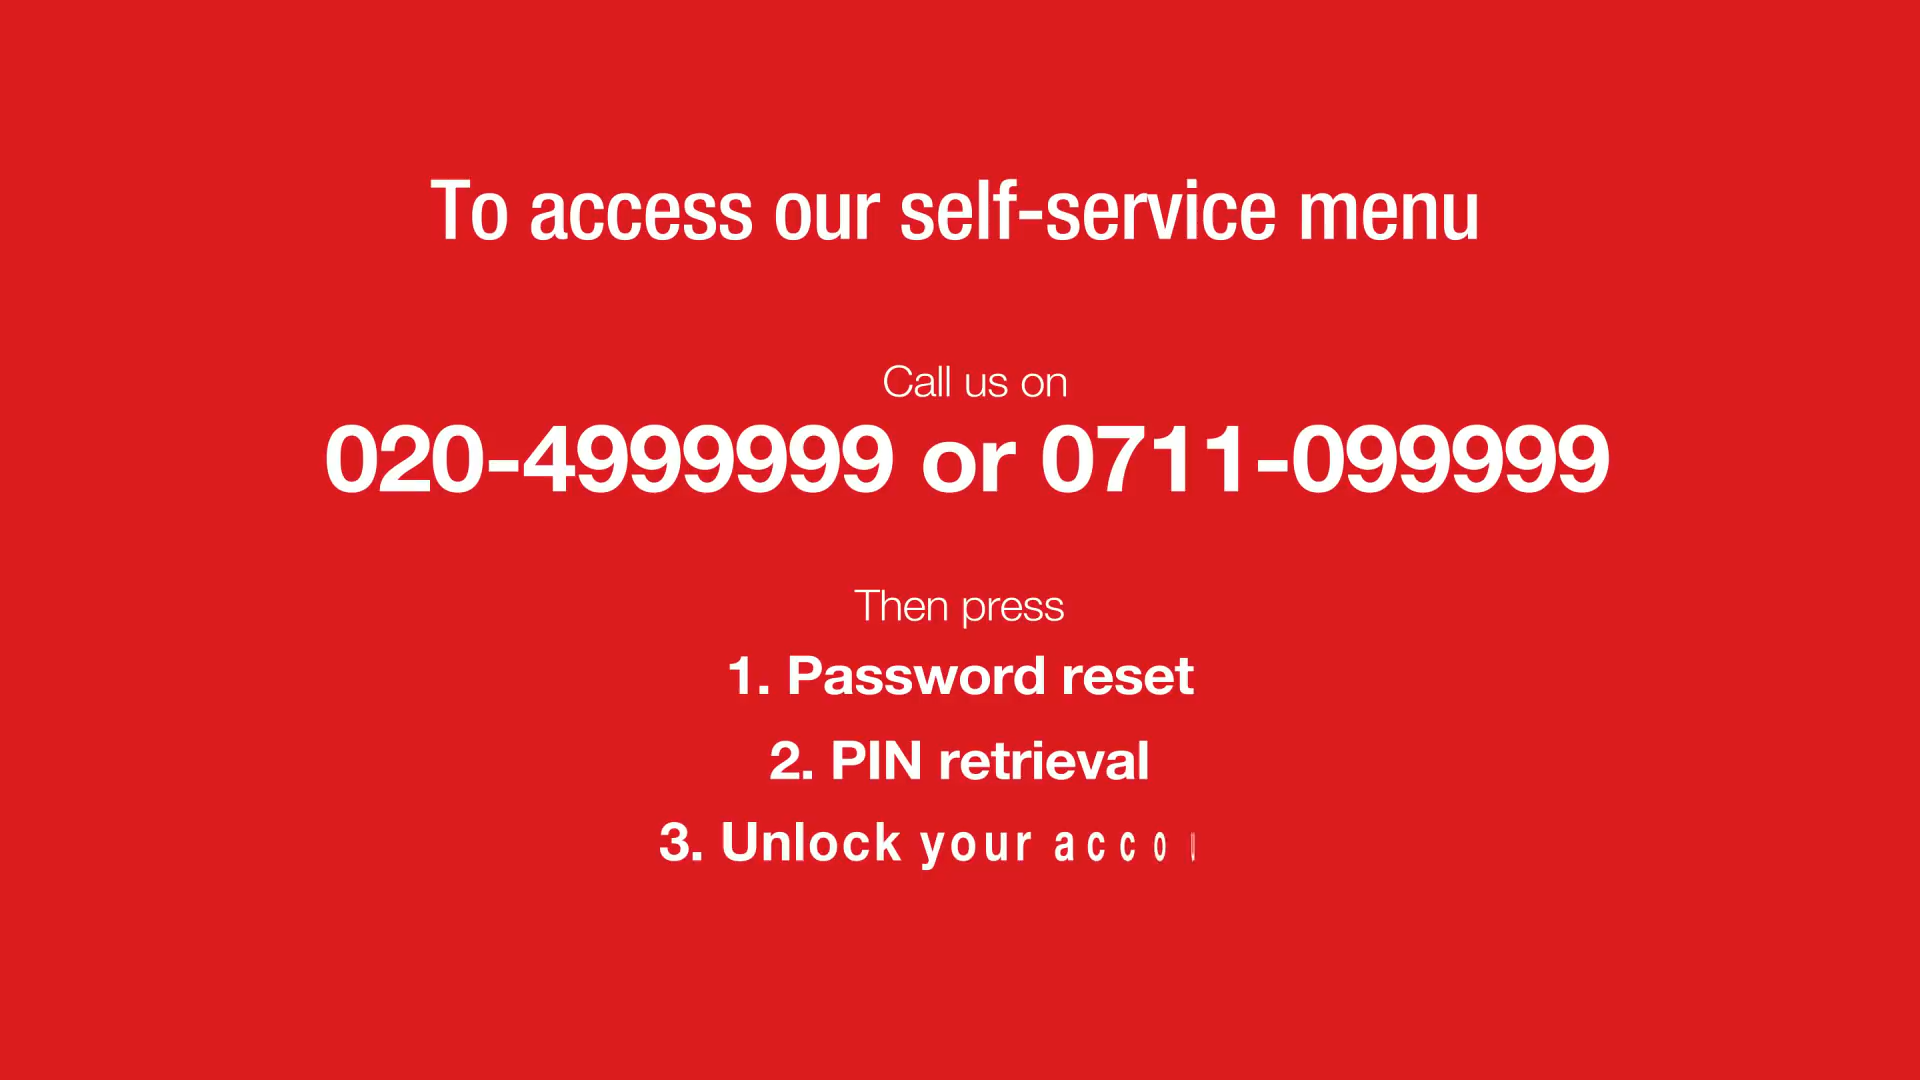 To access our self-service menu
Call us on
020-4999999 or 0711-099999
Then press
1. Password reset
2. PIN retrieval
3. Unlock your